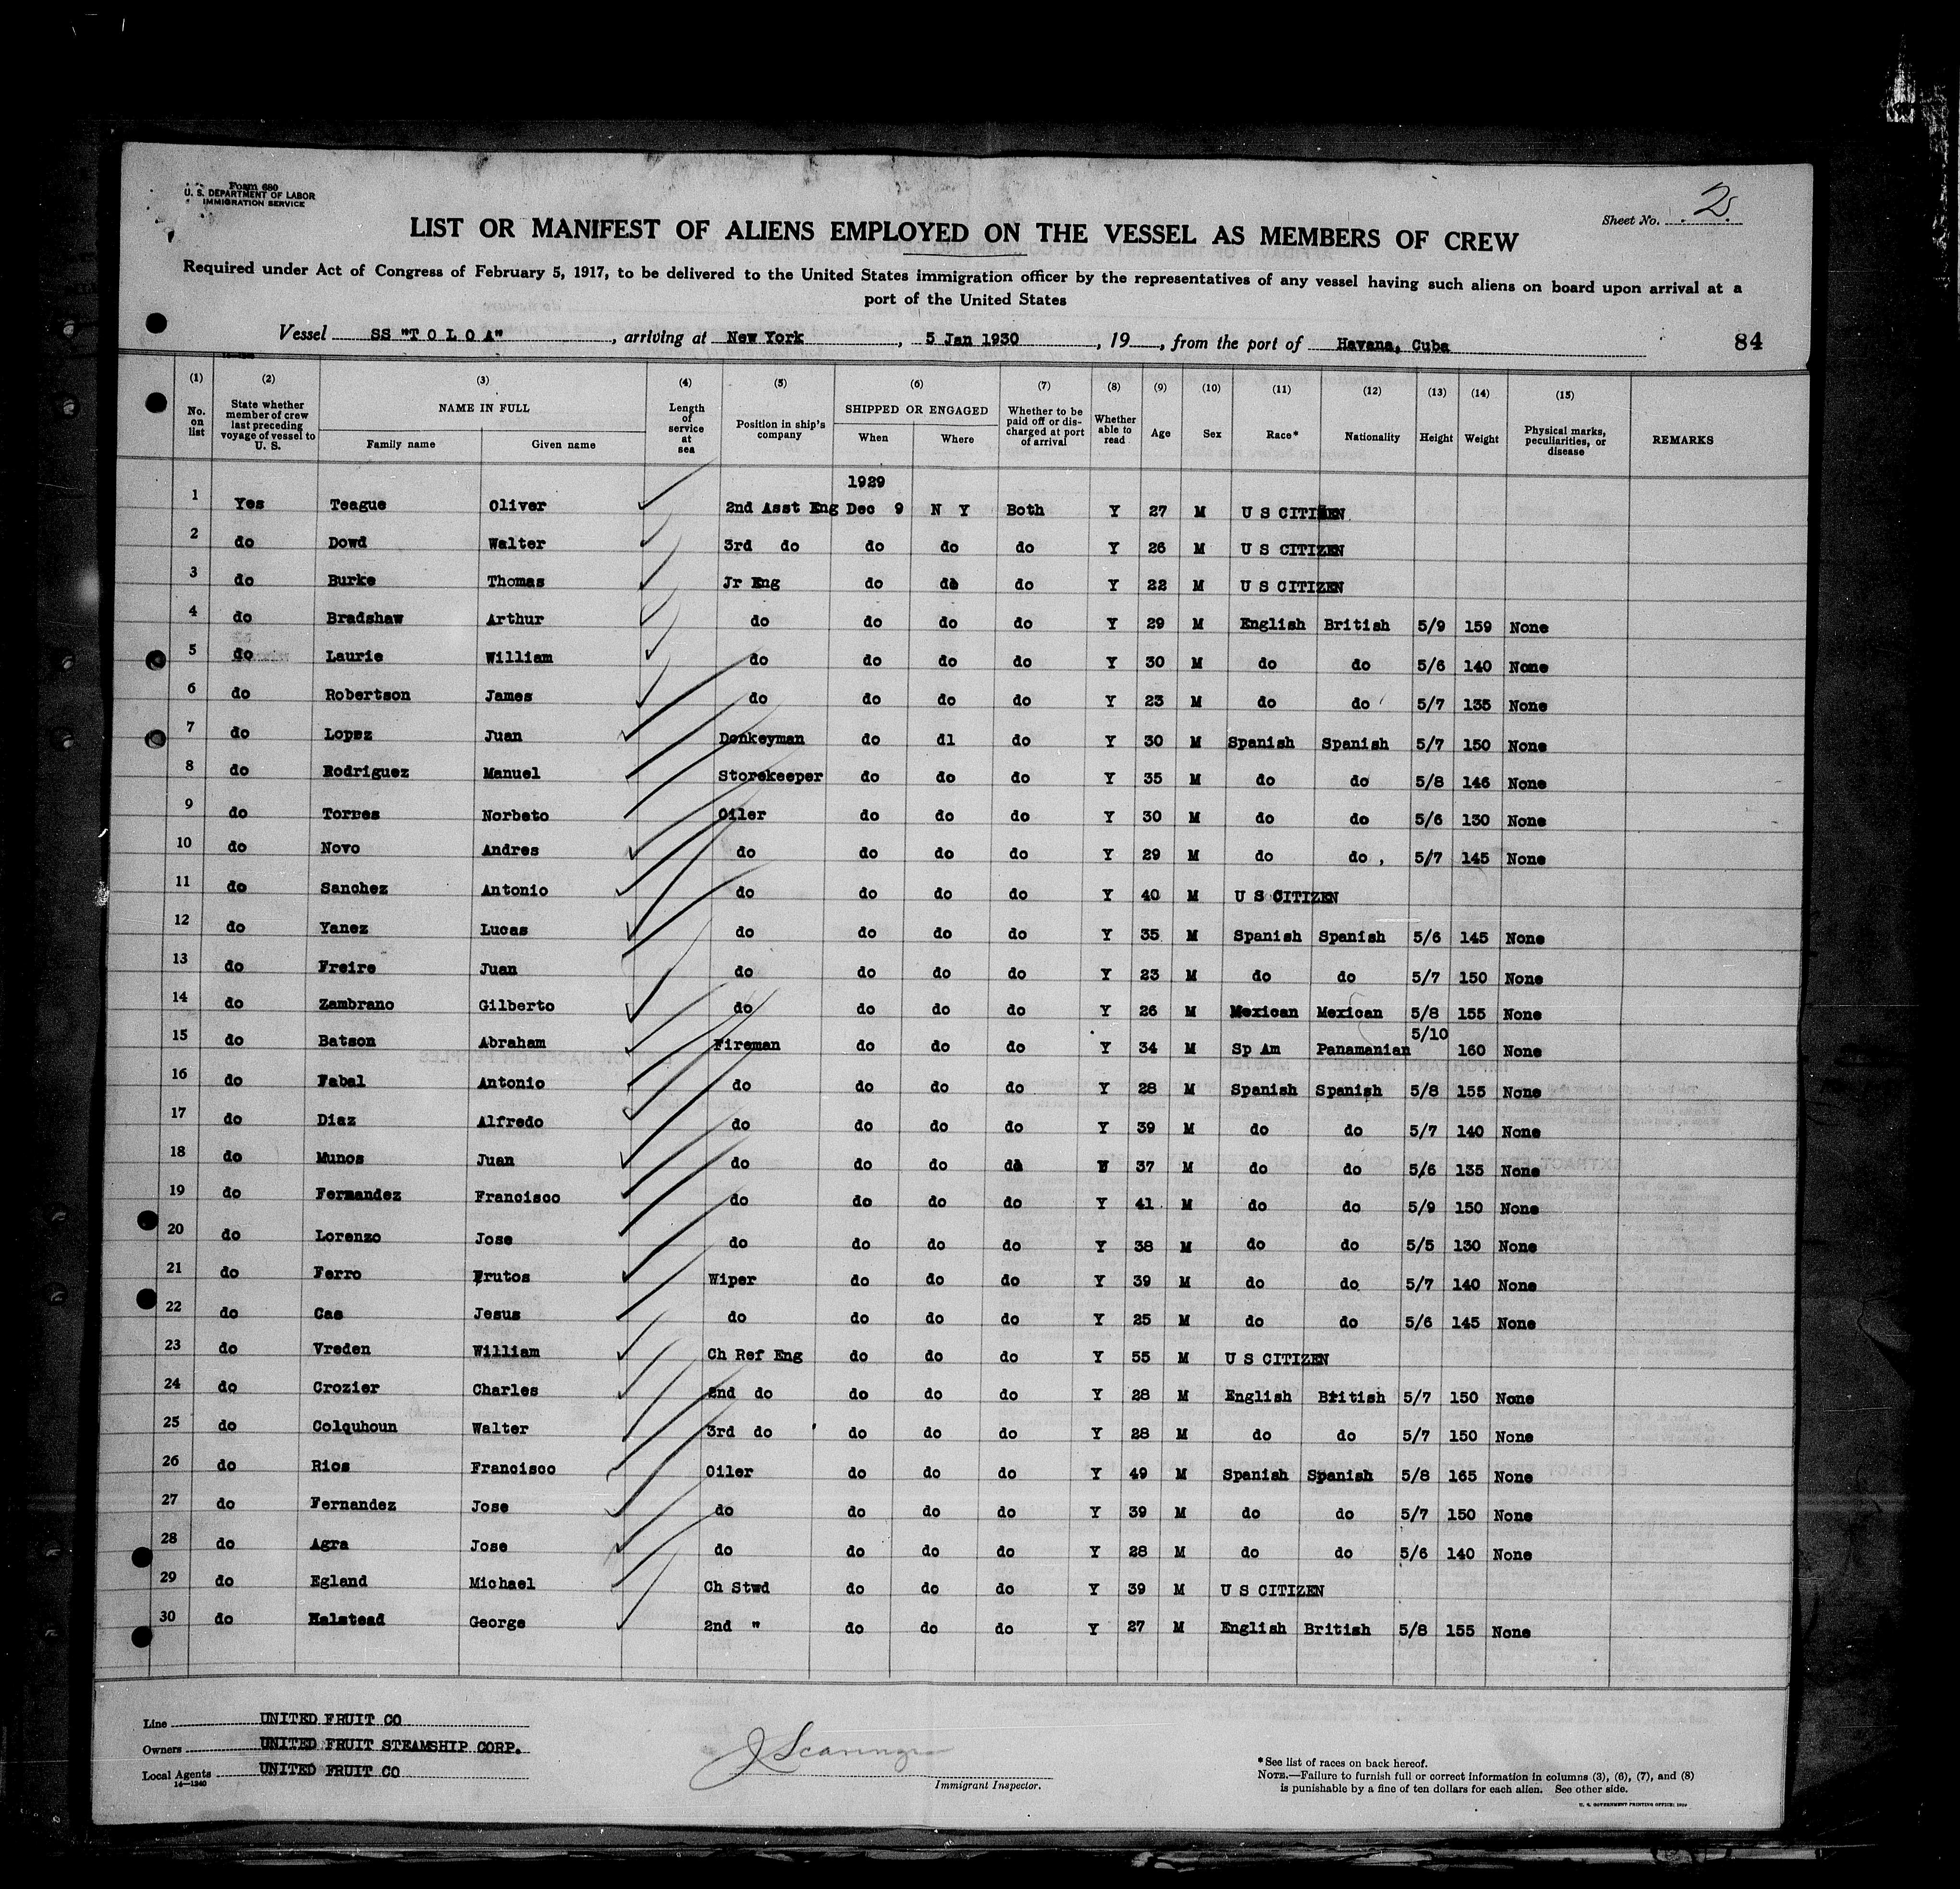 Form 680
U. S. DEPARTMENT OF LABOR
IMMIGRATION SERVICE
Sheet No. 2
LIST OR MANIFEST OF ALIENS EMPLOYED ON THE VESSEL AS MEMBERS OF CREW
Required under Act of Congress of February 5, 1917, to be delivered to the United States immigration officer by the representatives of any vessel having such aliens on board upon arrival at a
port of the United States
Vessel SS "T O L O A", arriving at New York, 5 Jan 1930, 19, from the port of Havana, Cuba 84
(1) (2) (3) (4) (5) (6) (7) (8) (9) (10) (11) (12) (13) (14) (15)
No. on list State whether member of crew last preceding voyage of vessel to U. S. NAME IN FULL Family name Given name Length of service at sea Position in ship's company SHIPPED OR ENGAGED When Where Whether to be paid off or discharged at port of arrival Whether able to read Age Sex Race* Nationality Height Weight Physical marks, peculiarities, or disease REMARKS
1929
1 Yes Teague Oliver 2nd Asst Eng Dec 9 N Y Both Y 27 M U S CITIZEN
2 do Dowd Walter 3rd do do do do Y 26 M U S CITIZEN
3 do Burke Thomas Jr Eng do do do Y 22 M U S CITIZEN
4 do Bradshaw Arthur do do do do Y 29 M English British 5/9 159 None
5 do Laurie William do do do do Y 30 M do do 5/6 140 None
6 do Robertson James do do do do Y 23 M do do 5/7 135 None
7 do Lopez Juan Donkeyman do dl do Y 30 M Spanish Spanish 5/7 150 None
8 do Rodriguez Manuel Storekeeper do do do Y 35 M do do 5/8 146 None
9 do Torres Norbeto Oiler do do do Y 30 M do do 5/6 130 None
10 do Novo Andres do do do do Y 29 M do do 5/7 145 None
11 do Sanchez Antonio do do do do Y 40 M U S CITIZEN
12 do Yanez Lucas do do do do Y 35 M Spanish Spanish 5/6 145 None
13 do Freire Juan do do do do Y 23 M do do 5/7 150 None
14 do Zambrano Gilberto do do do do Y 26 M Mexican Mexican 5/8 155 None
15 do Batson Abraham Fireman do do do Y 34 M Sp Am Panamanian 5/10 160 None
16 do Fabal Antonio do do do do Y 28 M Spanish Spanish 5/8 155 None
17 do Diaz Alfredo do do do do Y 39 M do do 5/7 140 None
18 do Munos Juan do do do do 37 M do do 5/6 135 None
19 do Fernandez Francisco do do do do Y 41 M do do 5/9 150 None
20 do Lorenzo Jose do do do do Y 38 M do do 5/5 130 None
21 do Ferro Frutos Wiper do do do Y 39 M do do 5/7 140 None
22 do Cao Jesus do do do do Y 25 M do do 5/6 145 None
23 do Vreden William Ch Ref Eng do do do Y 55 M U S CITIZEN
24 do Crozier Charles 2nd do do do do Y 28 M English British 5/7 150 None
25 do Colquhoun Walter 3rd do do do do Y 28 M do do 5/7 150 None
26 do Rios Francisco Oiler do do do Y 49 M Spanish Spanish 5/8 165 None
27 do Fernandez Jose do do do do Y 39 M do do 5/7 150 None
28 do Agra Jose do do do do Y 28 M do do 5/6 140 None
29 do Egland Michael Ch Stwd do do do Y 39 M U S CITIZEN
30 do Halstead George 2nd " do do do Y 27 M English British 5/8 155 None
Line UNITED FRUIT CO
Owners UNITED FRUIT STEAMSHIP CORP.
Local Agents UNITED FRUIT CO
14—1240
Immigrant Inspector.
*See list of races on back hereof.
NOTE.—Failure to furnish full or correct information in columns (3), (6), (7), and (8)
is punishable by a fine of ten dollars for each alien. See other side.
U. S. GOVERNMENT PRINTING OFFICE: 1929